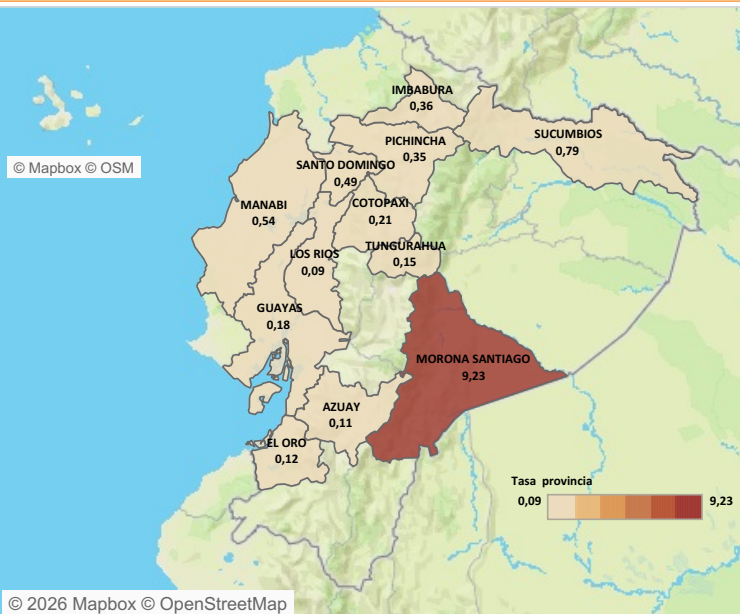 IMBABURA
0,36
SUCUMBIOS
0,79
PICHINCHA
0,35
© Mapbox © OSM
SANTO DOMINGO
0,49
MANABI
0,54
COTOPAXI
0,21
TUNGURAHUA
0,15
LOS RIOS
0,09
GUAYAS
0,18
MORONA SANTIAGO
9,23
AZUAY
0,11
EL ORO
0,12
Tasa provincia
0,09 9,23
© 2026 Mapbox © OpenStreetMap